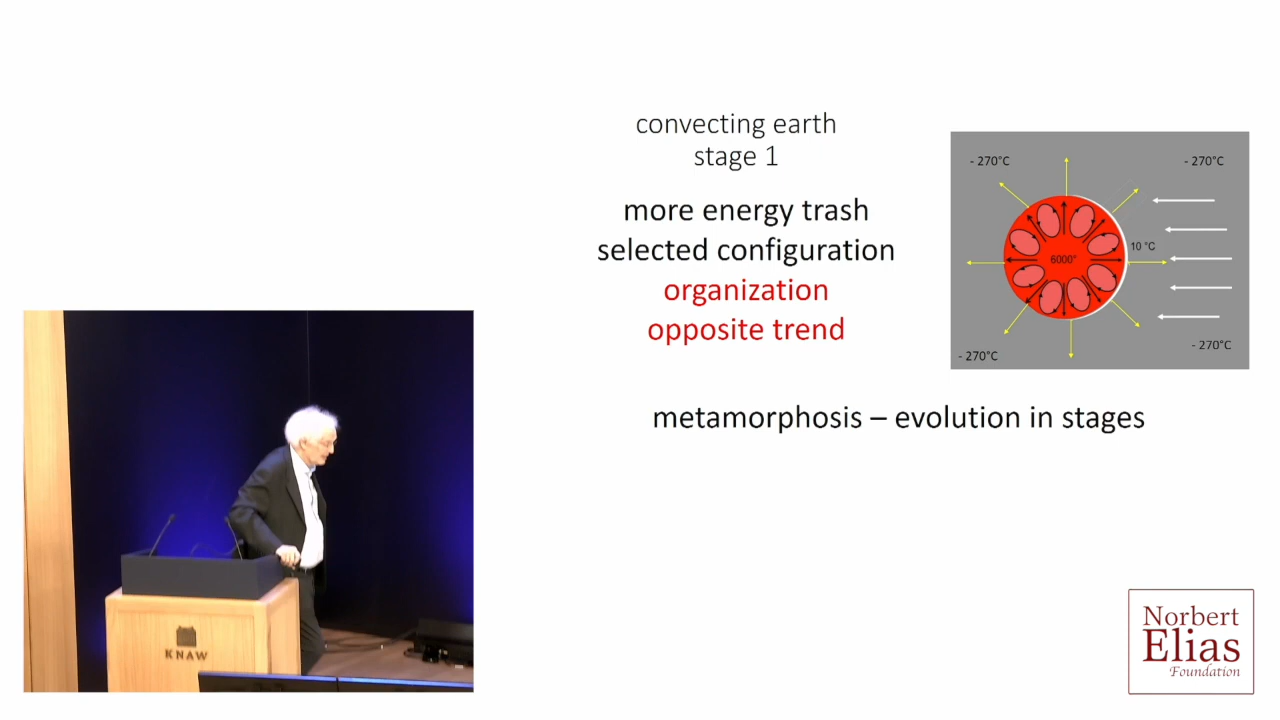 convecting earth
stage 1
more energy trash
selected configuration
organization
opposite trend
- 270°C
- 270°C
10 °C
6000°
- 270°C
- 270°C
metamorphosis – evolution in stages
KNAW
Norbert
Elias
Foundation